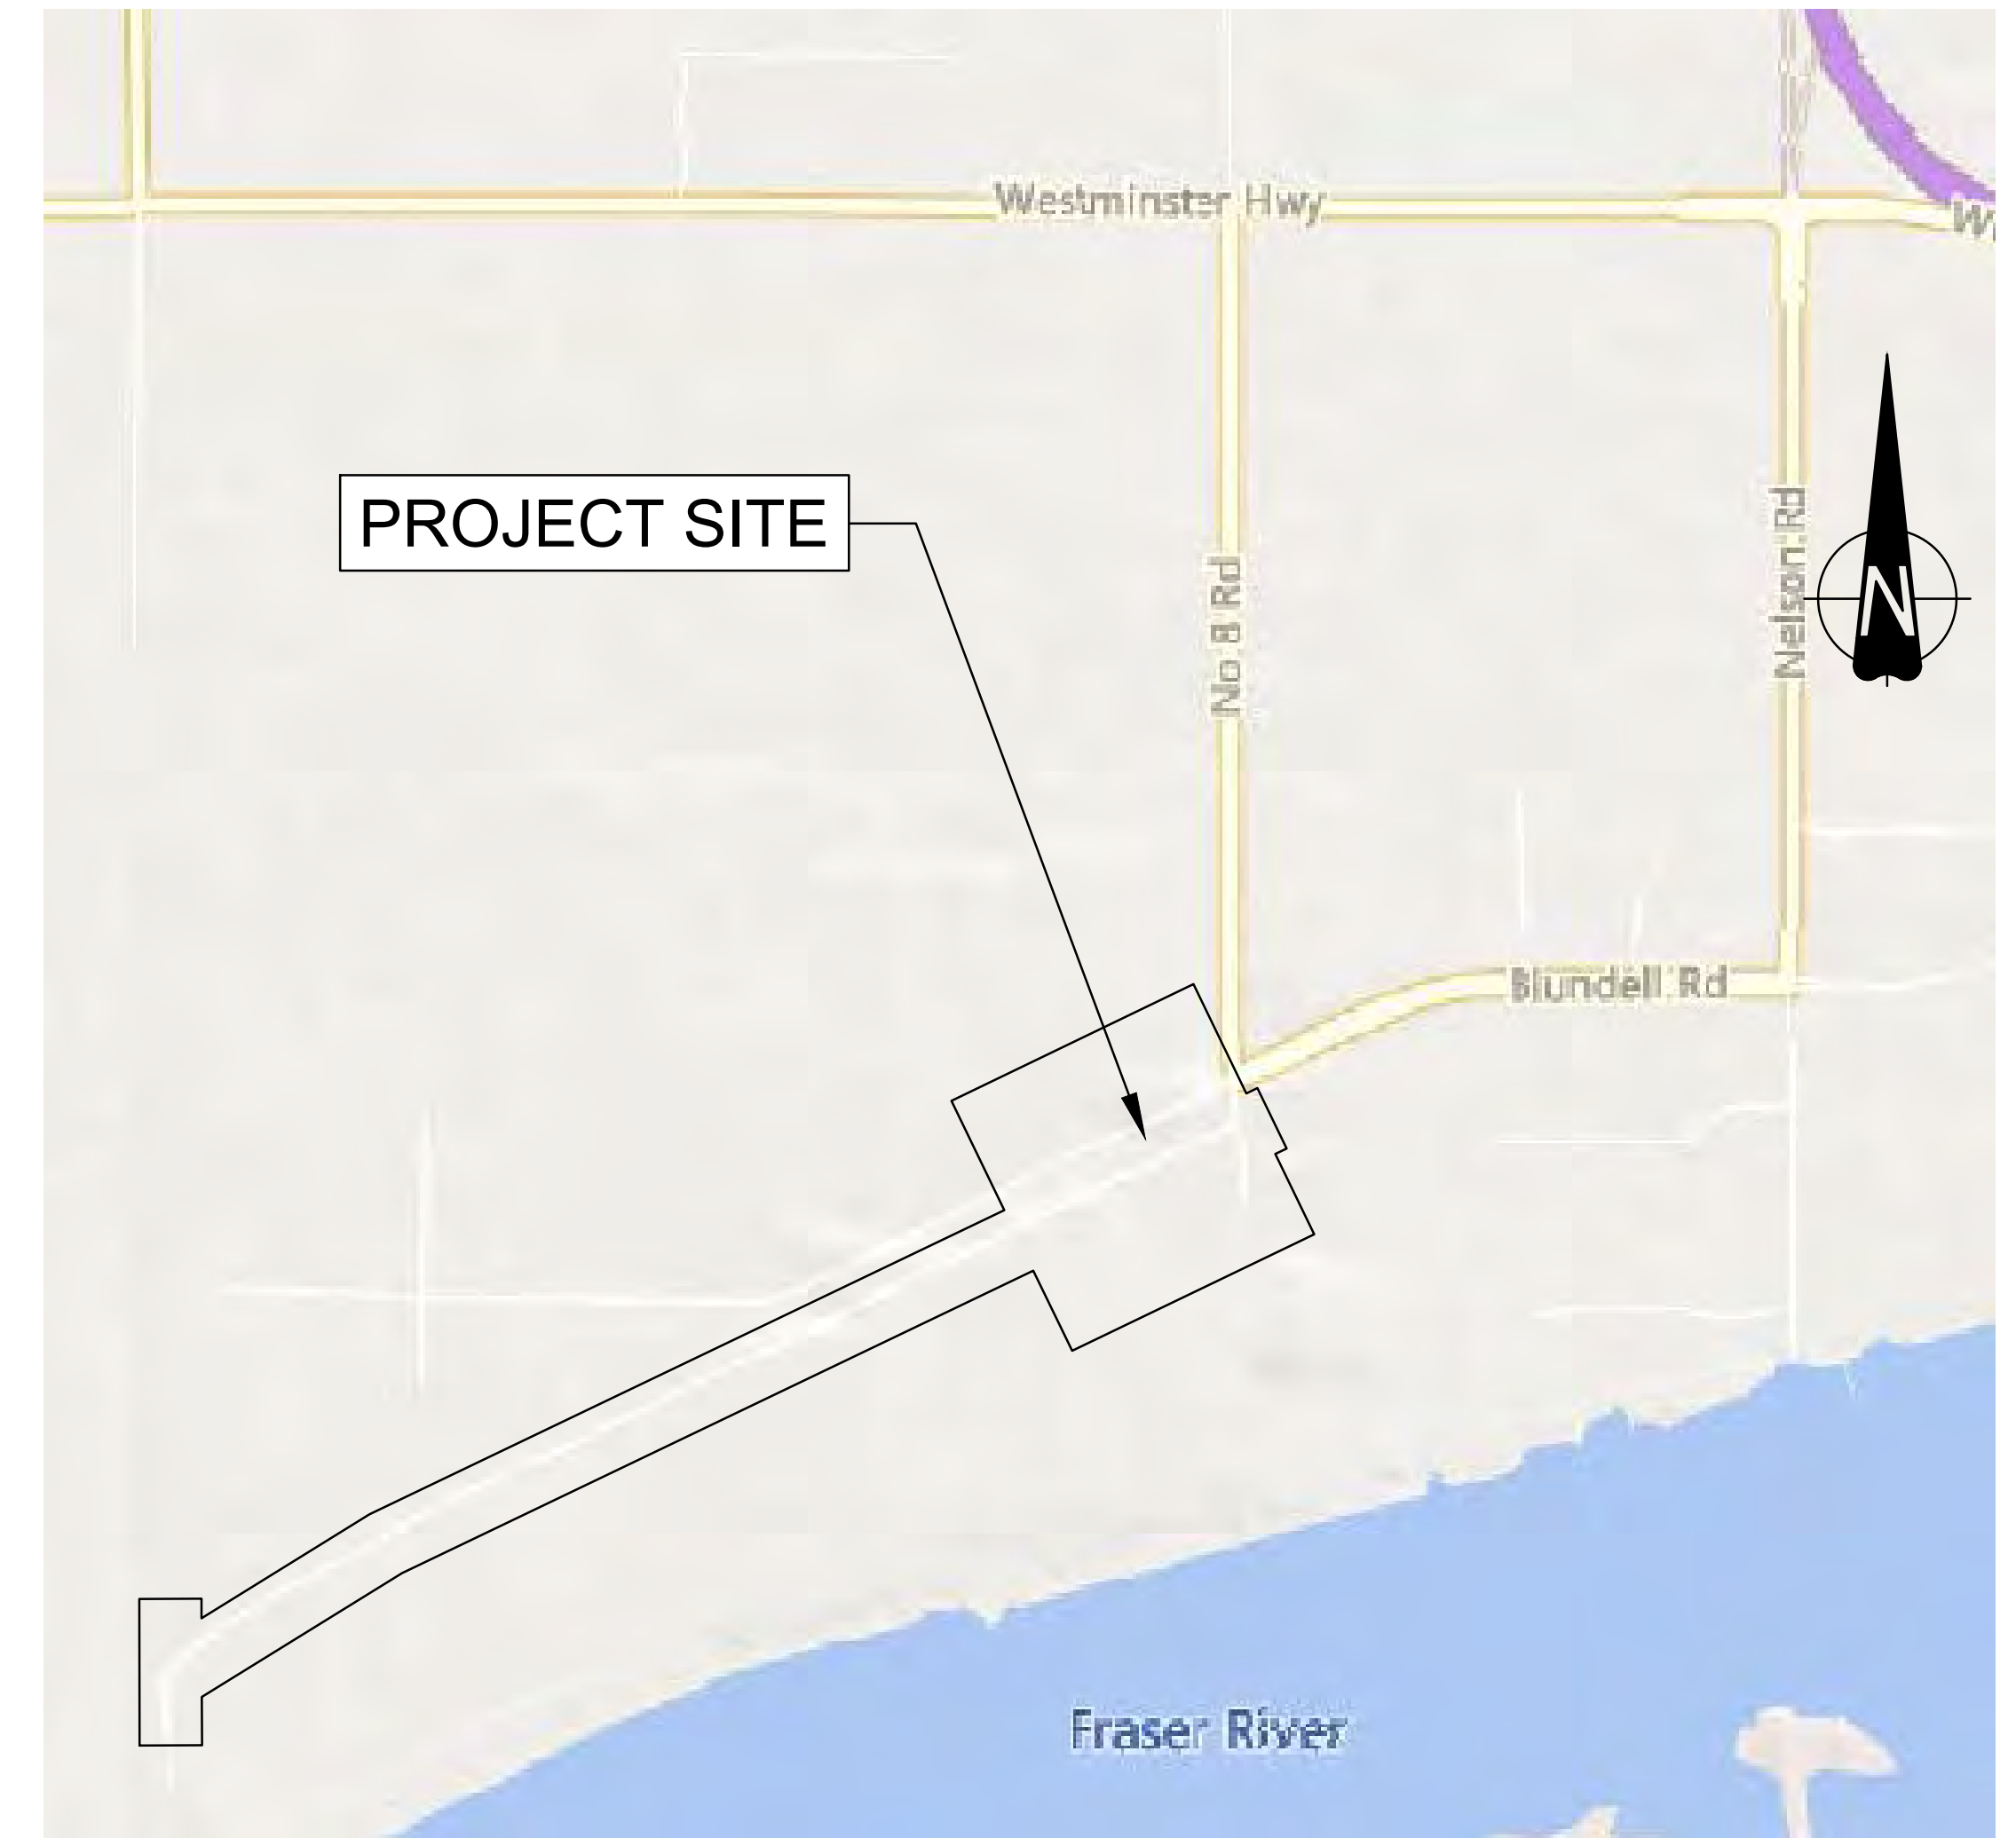 Westminster Hwy
PROJECT SITE
No 8 Rd
Nelson Rd
N
Blundell Rd
Fraser River